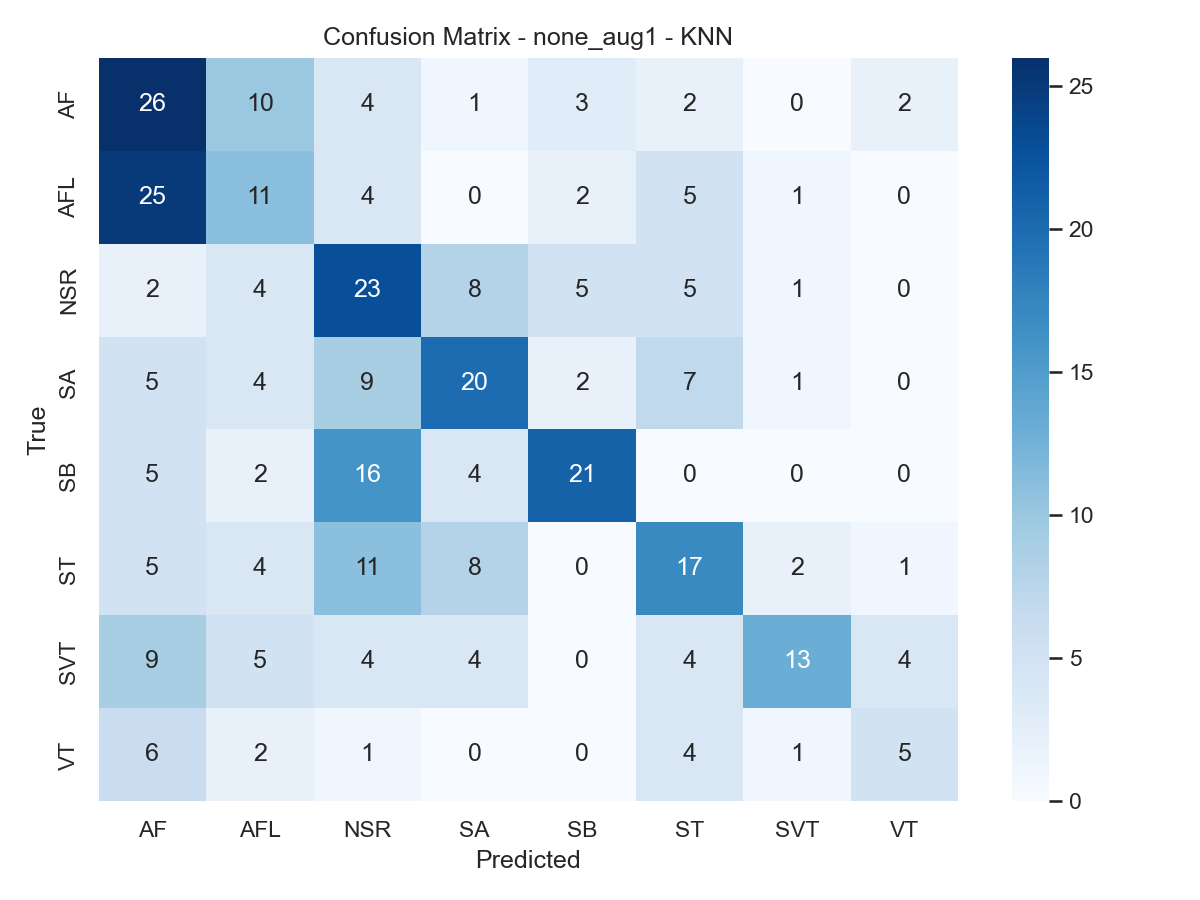 Confusion Matrix - none_aug1 - KNN
AF 26 10 4 1 3 2 0 2
AFL 25 11 4 0 2 5 1 0
NSR 2 4 23 8 5 5 1 0
SA 5 4 9 20 2 7 1 0
SB 5 2 16 4 21 0 0 0
ST 5 4 11 8 0 17 2 1
SVT 9 5 4 4 0 4 13 4
VT 6 2 1 0 0 4 1 5
AF AFL NSR SA SB ST SVT VT
Predicted
True
25
20
15
10
5
0